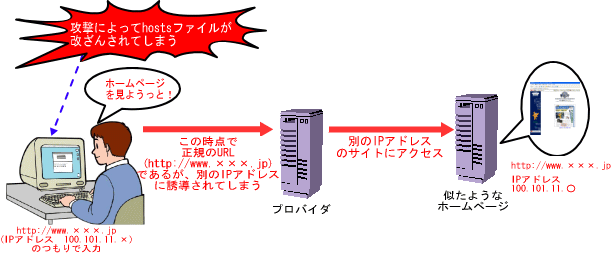 攻撃によってhostsファイルが
改ざんされてしまう
ホームページ
を見ようっと!
この時点で
正規のURL
(http://www.×××.jp)
であるが、別のIPアドレス
に誘導されてしまう
別のIPアドレス
のサイトにアクセス
http://www.×××.jp
(IPアドレス 100.101.11.×)
のつもりで入力
プロバイダ
似たような
ホームページ
http://www.×××.jp
IPアドレス
100.101.11.○